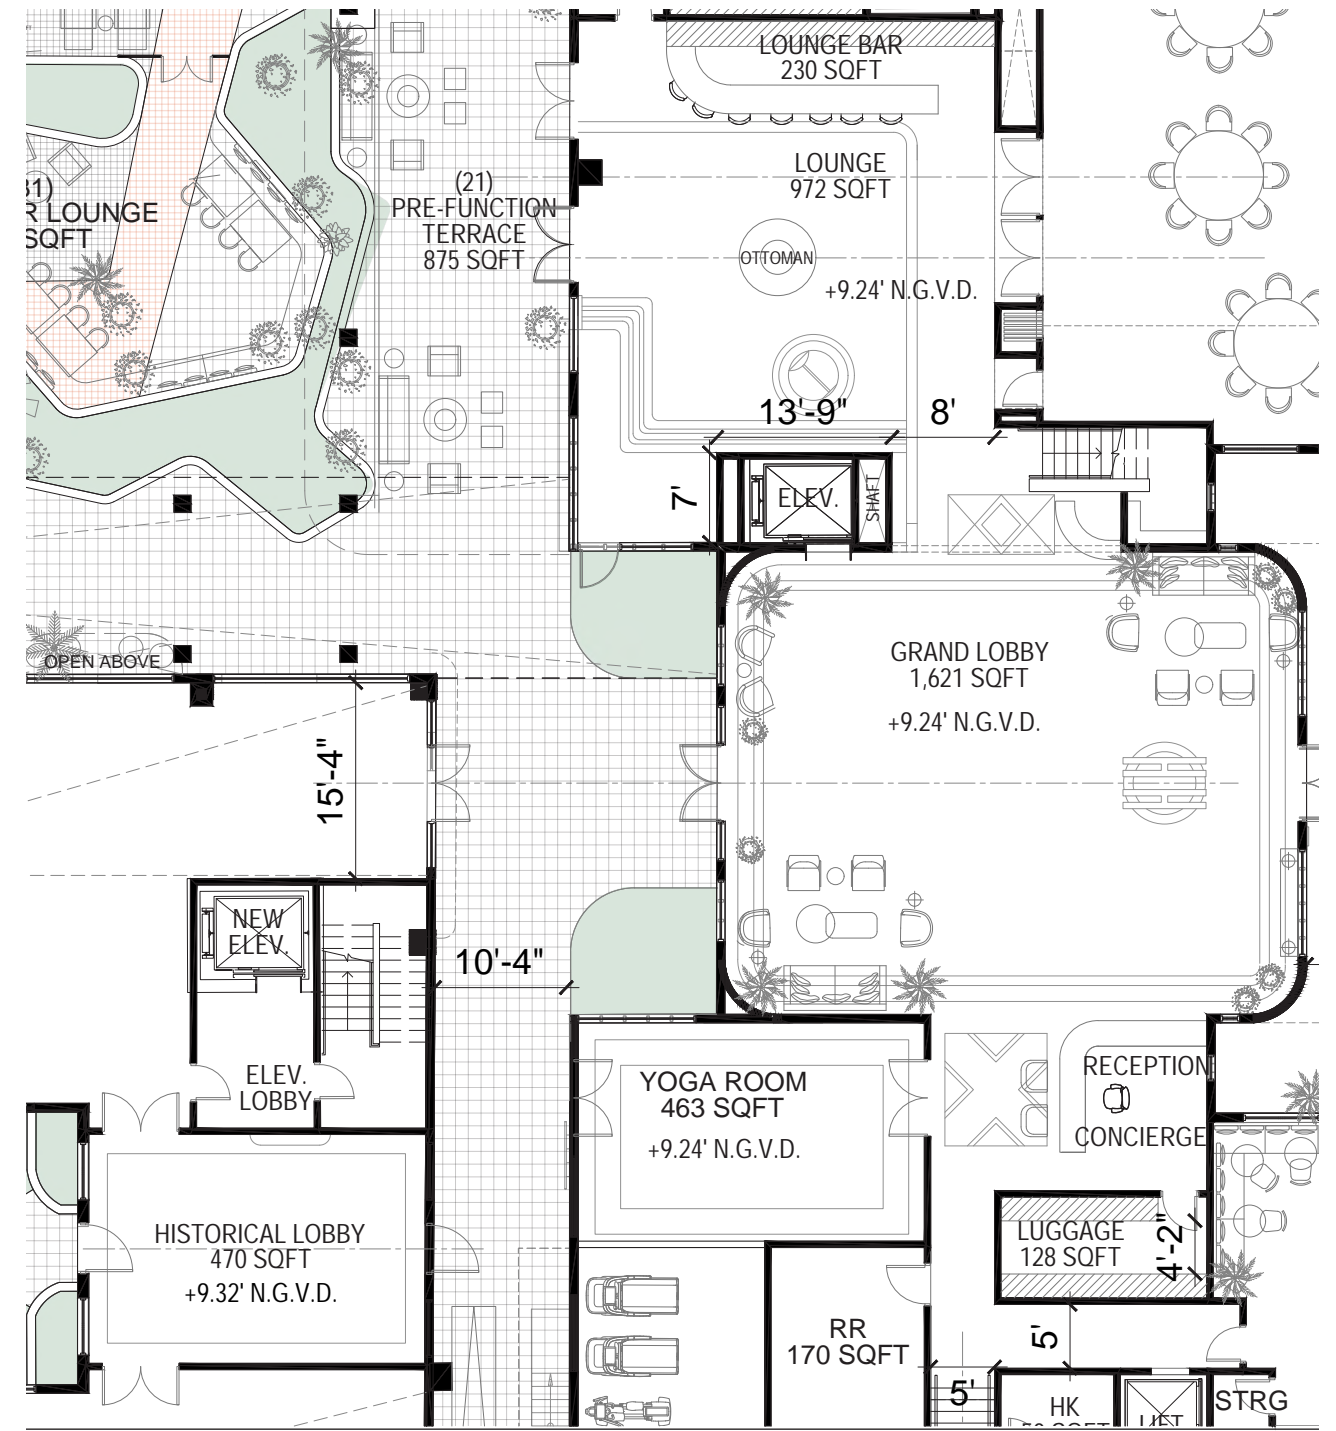 LOUNGE BAR
230 SQFT
LOUNGE
972 SQFT
31)
R LOUNGE
SQFT
(21)
PRE-FUNCTION
TERRACE
875 SQFT
OTTOMAN
+9.24' N.G.V.D.
13'-9"
8'
7'
ELEV.
SHAFT
OPEN ABOVE
GRAND LOBBY
1,621 SQFT
+9.24' N.G.V.D.
15'-4"
NEW
ELEV.
10'-4"
ELEV.
LOBBY
YOGA ROOM
463 SQFT
+9.24' N.G.V.D.
RECEPTION
CONCIERGE
HISTORICAL LOBBY
470 SQFT
+9.32' N.G.V.D.
LUGGAGE
128 SQFT
4'-2"
RR
170 SQFT
5'
5'
HK
LIFT
STRG